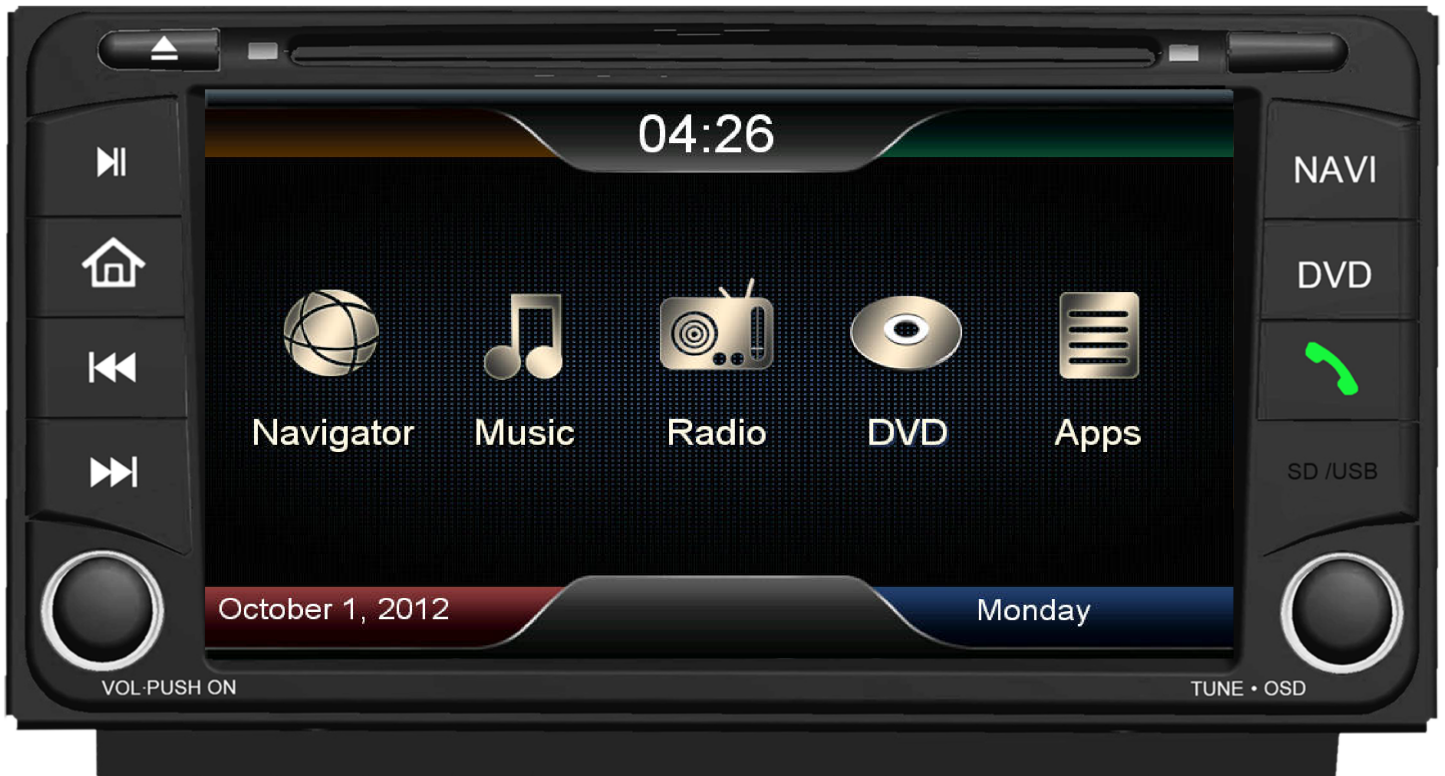 04:26
NAVI
DVD
Navigator Music Radio DVD Apps
SD /USB
October 1, 2012 Monday
VOL·PUSH ON
TUNE • OSD